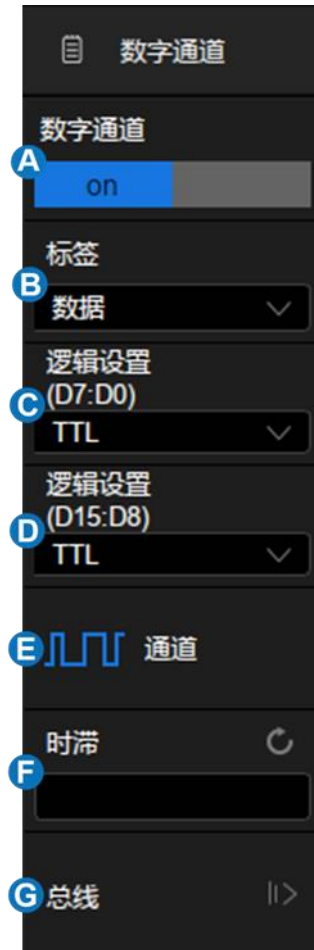 数字通道
数字通道
A
on
标签
B
数据
逻辑设置
(D7:D0)
C
TTL
逻辑设置
(D15:D8)
D
TTL
E
通道
时滞
F
G
总线